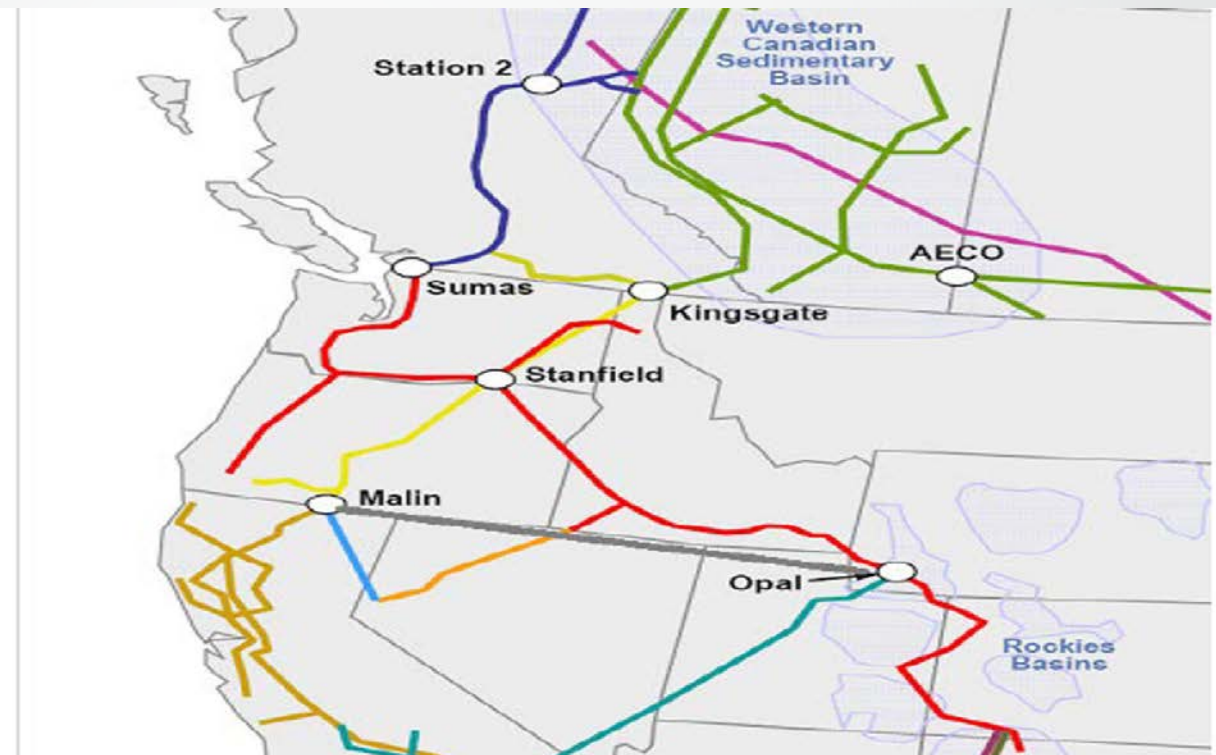 Western
Canadian
Sedimentary
Basin
Station 2
AECO
Sumas
Kingsgate
Stanfield
Malin
Opal
Rockies
Basins